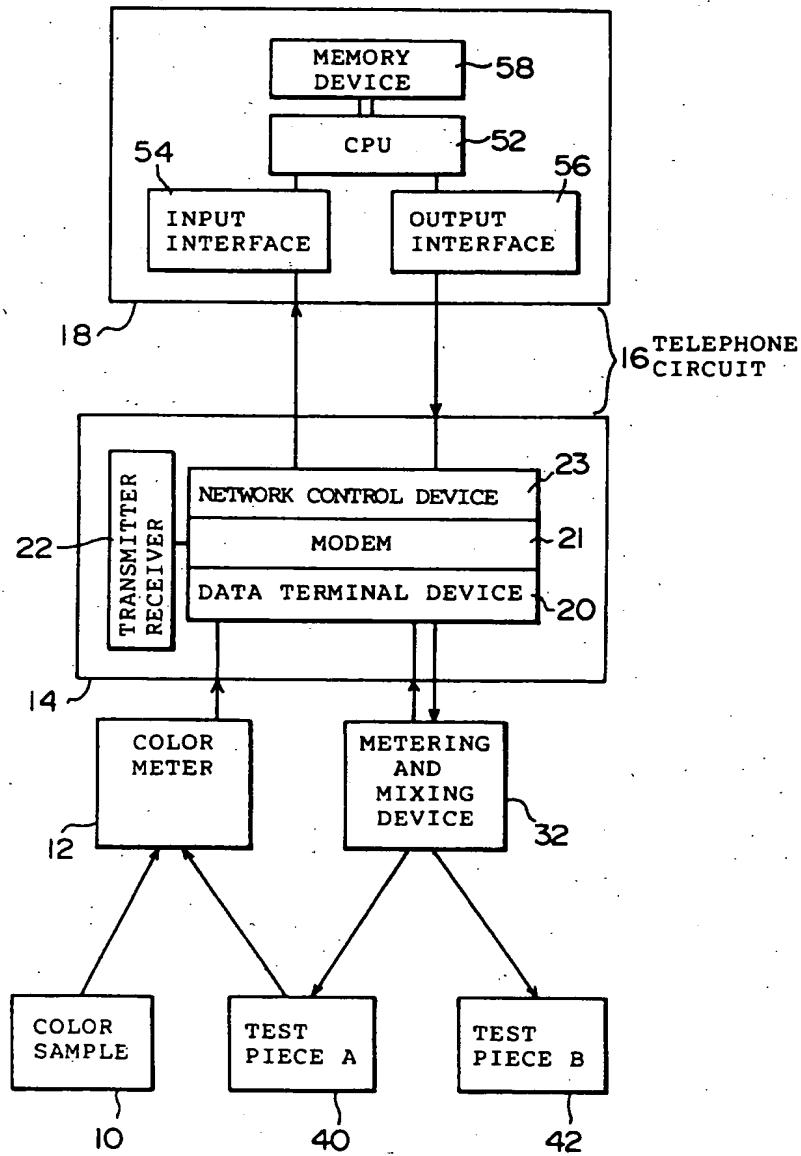 MEMORY
DEVICE
58
CPU
52
54
56
INPUT
INTERFACE
OUTPUT
INTERFACE
18
16 TELEPHONE
CIRCUIT
23
NETWORK CONTROL DEVICE
TRANSMITTER
RECEIVER
22
MODEM
21
DATA TERMINAL DEVICE
20
14
COLOR
METER
METERING
AND
MIXING
DEVICE
12
32
COLOR
SAMPLE
TEST
PIECE A
TEST
PIECE B
10
40
42